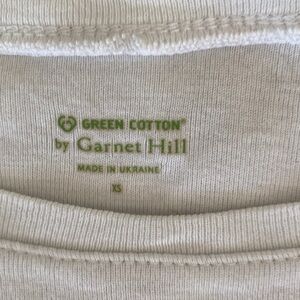 GREEN COTTON®
by Garnet Hill
MADE IN UKRAINE
XS